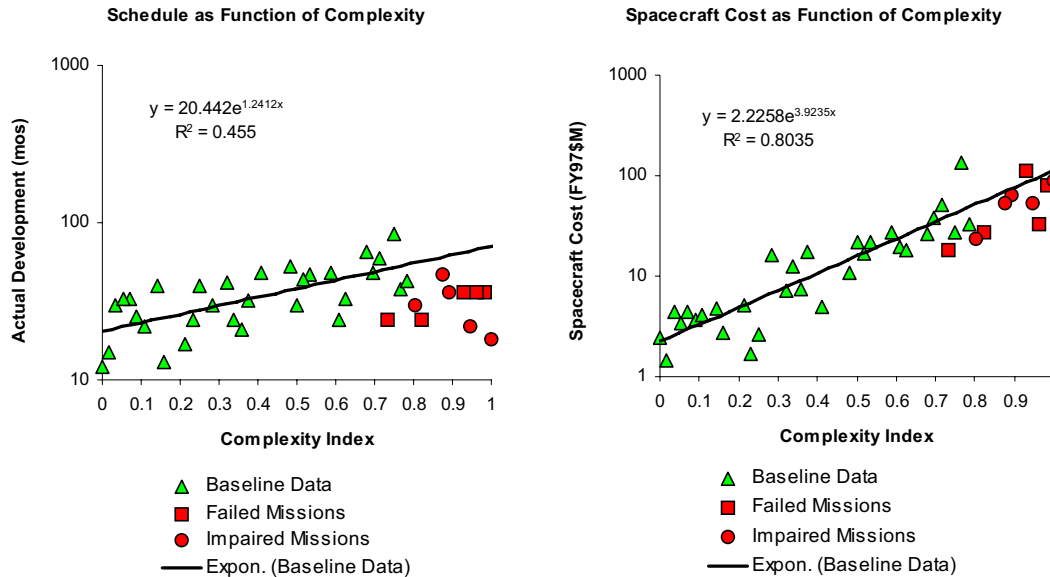 Schedule as Function of Complexity
1000
100
10
Actual Development (mos)
y = 20.442e^1.2412x
R² = 0.455
0 0.1 0.2 0.3 0.4 0.5 0.6 0.7 0.8 0.9 1
Complexity Index
Baseline Data
Failed Missions
Impaired Missions
Expon. (Baseline Data)
Spacecraft Cost as Function of Complexity
1000
100
10
1
Spacecraft Cost (FY97$M)
y = 2.2258e^3.9235x
R² = 0.8035
0 0.1 0.2 0.3 0.4 0.5 0.6 0.7 0.8 0.9
Complexity Index
Baseline Data
Failed Missions
Impaired Missions
Expon. (Baseline Data)